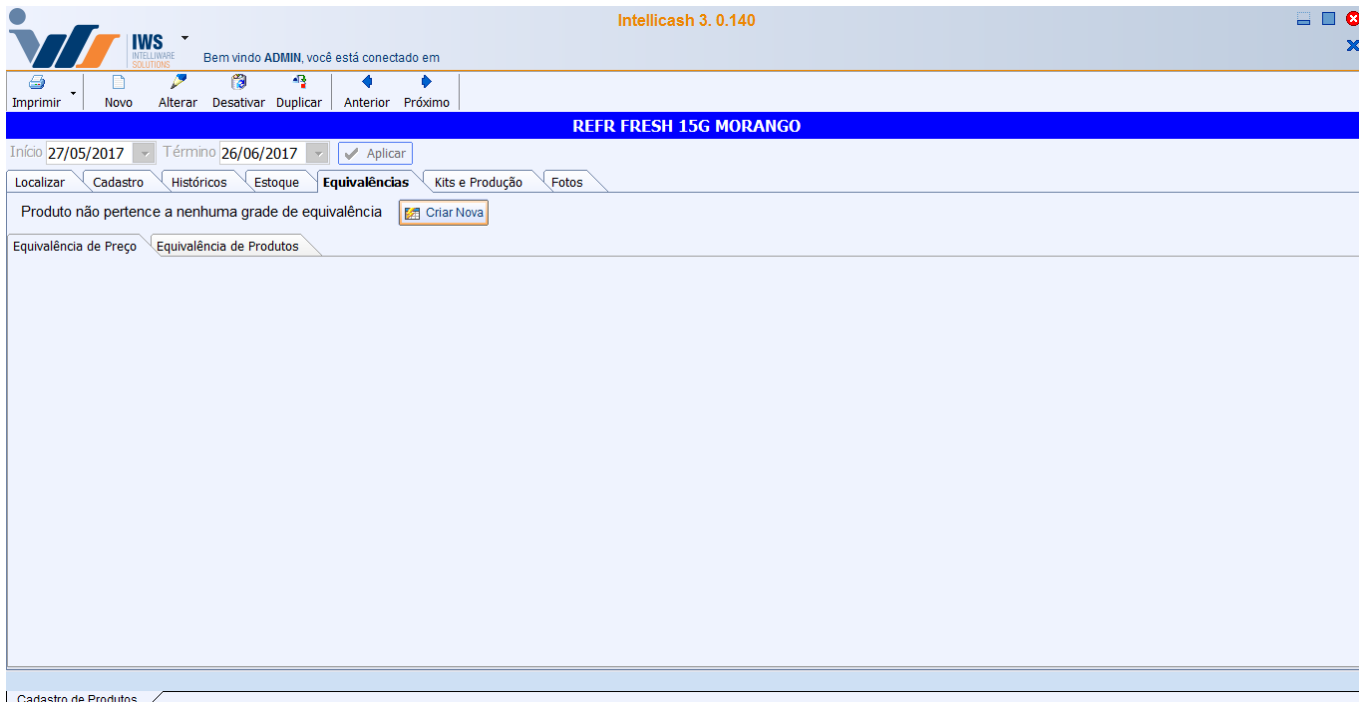 Intellicash 3. 0.140
IWS
INTELLIWARE
SOLUTIONS
Bem vindo ADMIN, você está conectado em
Imprimir Novo Alterar Desativar Duplicar Anterior Próximo
REFR FRESH 15G MORANGO
Início 27/05/2017 Término 26/06/2017 Aplicar
Localizar Cadastro Históricos Estoque Equivalências Kits e Produção Fotos
Produto não pertence a nenhuma grade de equivalência Criar Nova
Equivalência de Preço Equivalência de Produtos
Cadastro de Produtos